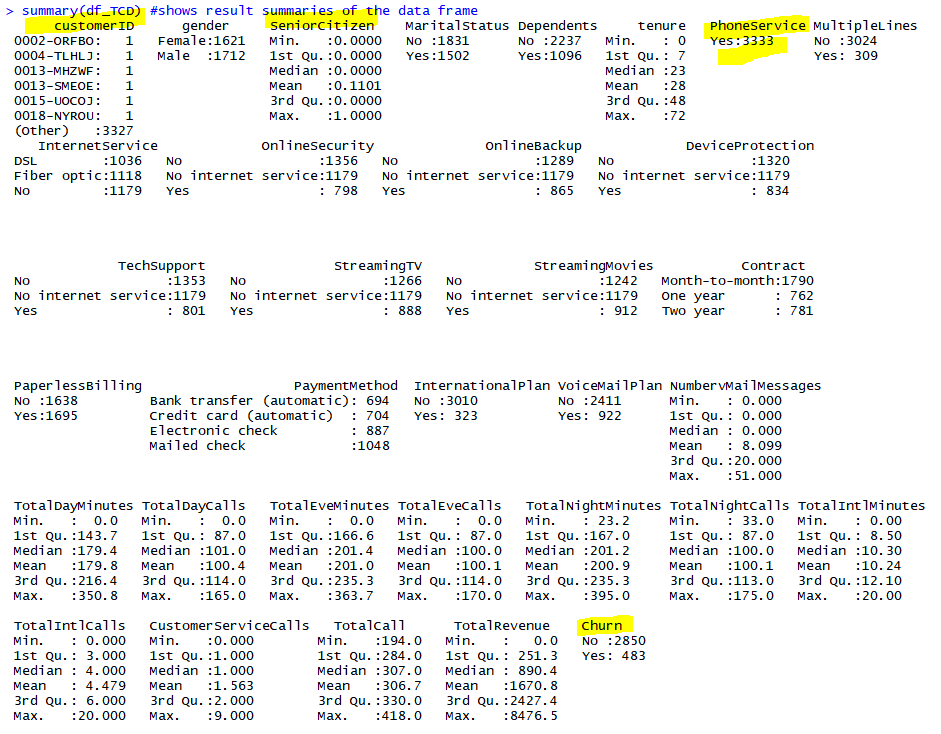 > summary(df_TCD) #shows result summaries of the data frame
customerID gender SeniorCitizen MaritalStatus Dependents tenure PhoneService MultipleLines
0002-ORFBO: 1 Female:1621 Min. :0.0000 No :1831 No :2237 Min. : 0 Yes:3333 No :3024
0004-TLHLJ: 1 Male :1712 1st Qu.:0.0000 Yes:1502 Yes:1096 1st Qu.: 7 Yes: 309
0013-MHZWF: 1 Median :0.0000 Median :23
0013-SMEOE: 1 Mean :0.1101 Mean :28
0015-UOCOJ: 1 3rd Qu.:0.0000 3rd Qu.:48
0018-NYROU: 1 Max. :1.0000 Max. :72
(Other) :3327
InternetService OnlineSecurity OnlineBackup DeviceProtection
DSL :1036 No :1356 No :1289 No :1320
Fiber optic:1118 No internet service:1179 No internet service:1179 No internet service:1179
No :1179 Yes : 798 Yes : 865 Yes : 834
TechSupport StreamingTV StreamingMovies Contract
No :1353 No :1266 No :1242 Month-to-month:1790
No internet service:1179 No internet service:1179 No internet service:1179 One year : 762
Yes : 801 Yes : 888 Yes : 912 Two year : 781
PaperlessBilling PaymentMethod InternationalPlan VoiceMailPlan NumbervMailMessages
No :1638 Bank transfer (automatic): 694 No :3010 No :2411 Min. : 0.000
Yes:1695 Credit card (automatic) : 704 Yes: 323 Yes: 922 1st Qu.: 0.000
Electronic check : 887 Median : 0.000
Mailed check :1048 Mean : 8.099
3rd Qu.:20.000
Max. :51.000
TotalDayMinutes TotalDayCalls TotalEveMinutes TotalEveCalls TotalNightMinutes TotalNightCalls TotalIntlMinutes
Min. : 0.0 Min. : 0.0 Min. : 0.0 Min. : 0.0 Min. : 23.2 Min. : 33.0 Min. : 0.00
1st Qu.:143.7 1st Qu.: 87.0 1st Qu.:166.6 1st Qu.: 87.0 1st Qu.:167.0 1st Qu.: 87.0 1st Qu.: 8.50
Median :179.4 Median :101.0 Median :201.4 Median :100.0 Median :201.2 Median :100.0 Median :10.30
Mean :179.8 Mean :100.4 Mean :201.0 Mean :100.1 Mean :200.9 Mean :100.1 Mean :10.24
3rd Qu.:216.4 3rd Qu.:114.0 3rd Qu.:235.3 3rd Qu.:114.0 3rd Qu.:235.3 3rd Qu.:113.0 3rd Qu.:12.10
Max. :350.8 Max. :165.0 Max. :363.7 Max. :170.0 Max. :395.0 Max. :175.0 Max. :20.00
TotalIntlCalls CustomerServiceCalls TotalCall TotalRevenue Churn
Min. : 0.000 Min. :0.000 Min. :194.0 Min. : 0.0 No :2850
1st Qu.: 3.000 1st Qu.:1.000 1st Qu.:284.0 1st Qu.: 251.3 Yes: 483
Median : 4.000 Median :1.000 Median :307.0 Median : 890.4
Mean : 4.479 Mean :1.563 Mean :306.7 Mean :1670.8
3rd Qu.: 6.000 3rd Qu.:2.000 3rd Qu.:330.0 3rd Qu.:2427.4
Max. :20.000 Max. :9.000 Max. :418.0 Max. :8476.5